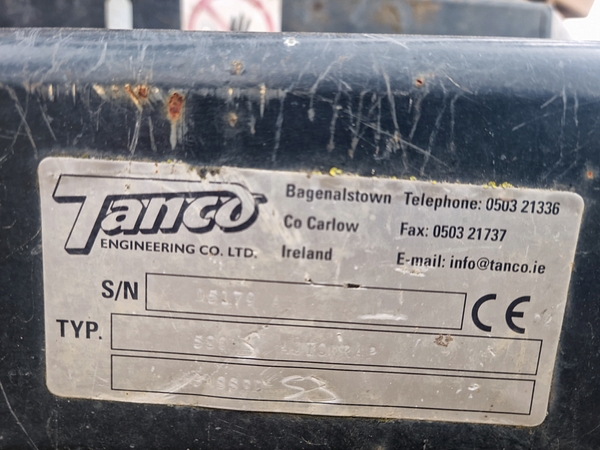 Tanco
ENGINEERING CO. LTD.
Bagenalstown
Co Carlow
Ireland
Telephone: 0503 21336
Fax: 0503 21737
E-mail: info@tanco.ie
S/N
CE
TYP.